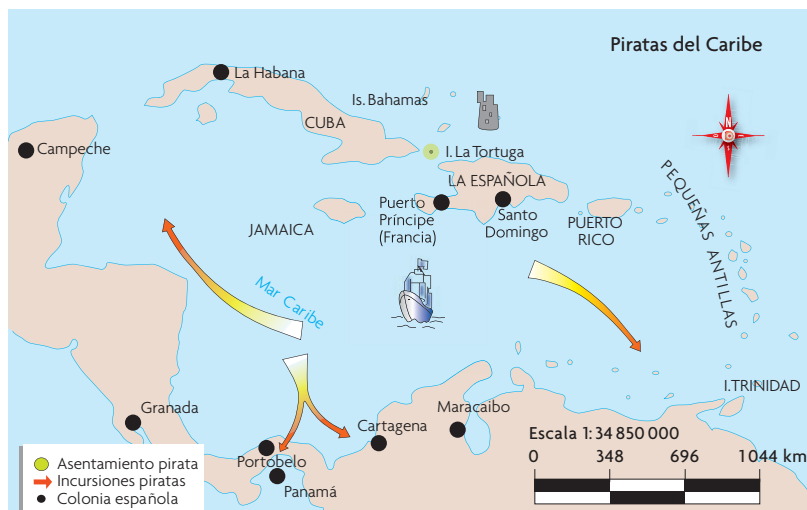 Piratas del Caribe
La Habana
Is. Bahamas
CUBA
N
Campeche
I. La Tortuga
LA ESPAÑOLA
PEQUEÑAS ANTILLAS
Puerto
Príncipe
(Francia)
Santo
Domingo
PUERTO
RICO
JAMAICA
Mar Caribe
I.TRINIDAD
Granada
Maracaibo
Cartagena
Escala 1:34 850 000
0 348 696 1 044 km
Portobelo
Panamá
Asentamiento pirata
Incursiones piratas
Colonia española